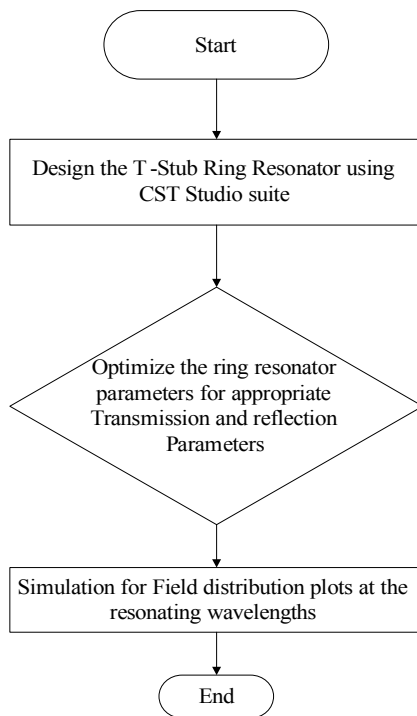 Start
Design the T-Stub Ring Resonator using
CST Studio suite
Optimize the ring resonator
parameters for appropriate
Transmission and reflection
Parameters
Simulation for Field distribution plots at the
resonating wavelengths
End